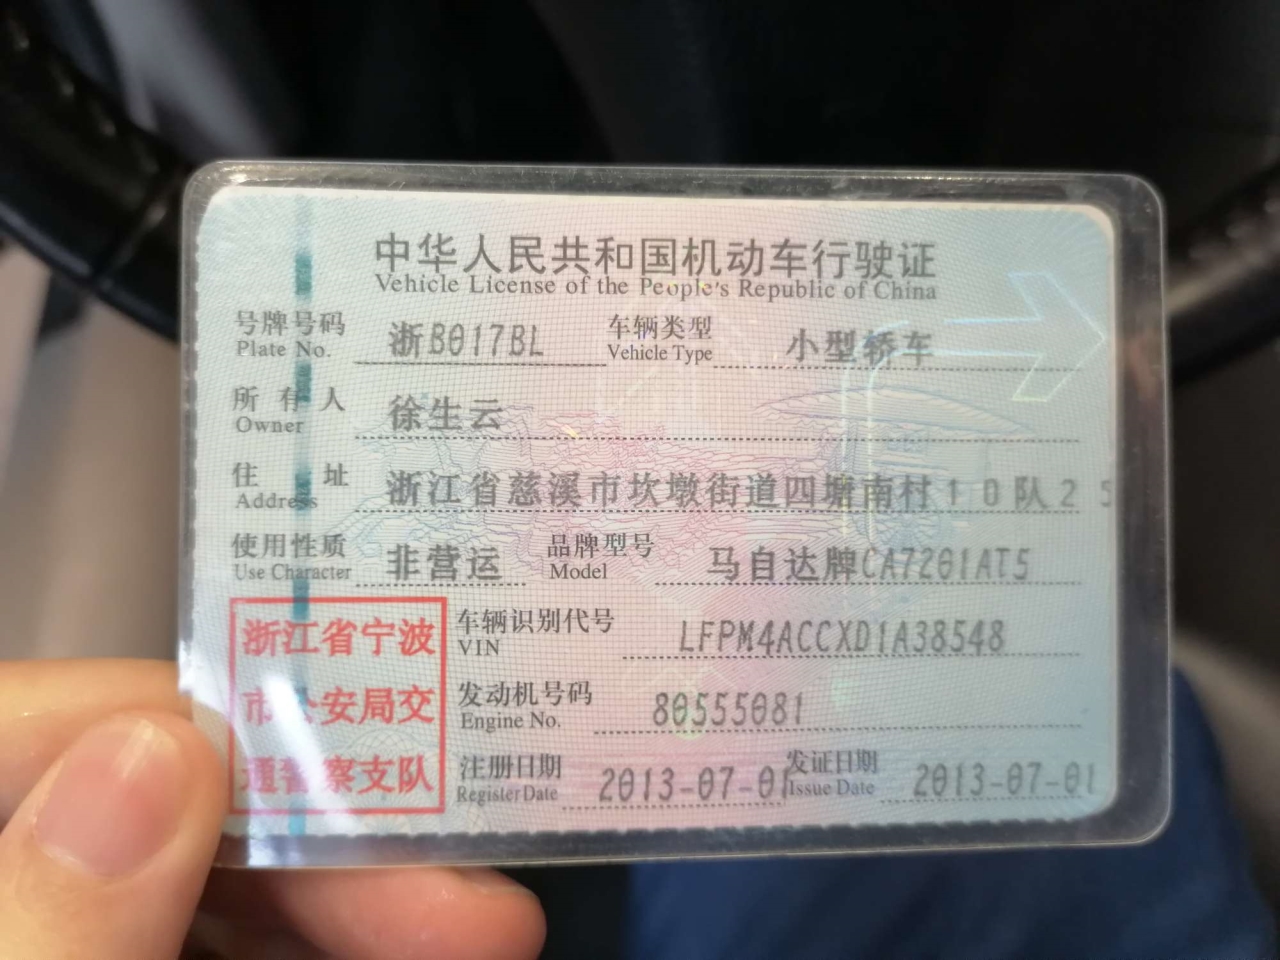 中华人民共和国机动车行驶证
Vehicle License of the People's Republic of China
号牌号码 浙B017BL 车辆类型 小型轿车
Plate No. Vehicle Type
所有人 徐生云
Owner
住址 浙江省慈溪市坎墩街道四塘南村10队25
Address
使用性质 非营运 品牌型号 马自达牌CA7201AT5
Use Character Model
浙江省宁波
市公安局交
通警察支队
车辆识别代号 LFPM4ACCXD1A38548
VIN
发动机号码 80555081
Engine No.
注册日期 2013-07-01 发证日期 2013-07-01
Register Date Issue Date